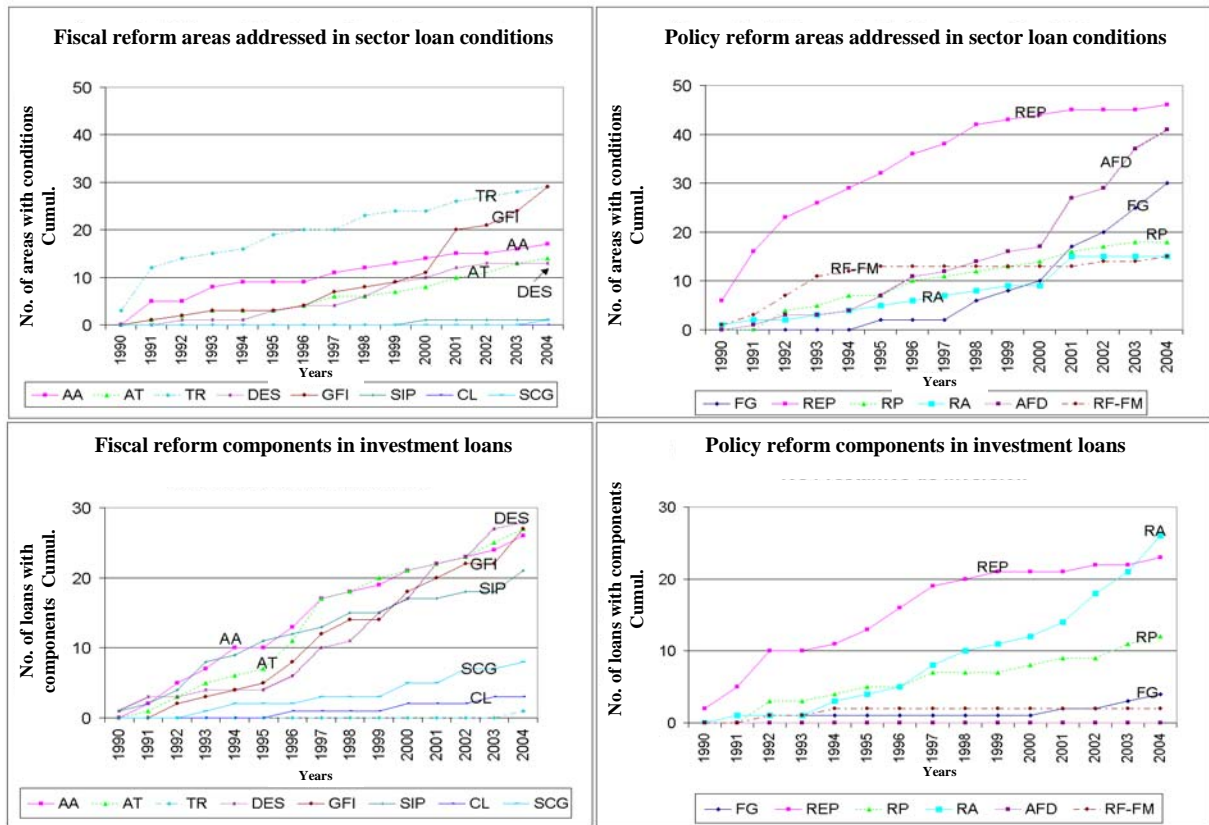 Fiscal reform areas addressed in sector loan conditions
No. of areas with conditions
Cumul.
50
40
30
20
10
0
TR
GFI
AA
AT
DES
1990 1991 1992 1993 1994 1995 1996 1997 1998 1999 2000 2001 2002 2003 2004
Years
AA AT TR DES GFI SIP CL SCG
Policy reform areas addressed in sector loan conditions
No. of areas with conditions
Cumul.
50
40
30
20
10
0
REP
AFD
FG
RP
RF-FM
RA
1990 1991 1992 1993 1994 1995 1996 1997 1998 1999 2000 2001 2002 2003 2004
Years
FG REP RP RA AFD RF-FM
Fiscal reform components in investment loans
No. of loans with
components Cumul.
30
20
10
0
DES
GFI
SIP
AA
AT
SCG
CL
1990 1991 1992 1993 1994 1995 1996 1997 1998 1999 2000 2001 2002 2003 2004
Years
AA AT TR DES GFI SIP CL SCG
Policy reform components in investment loans
No. of loans with components
Cumul.
30
20
10
0
RA
REP
RP
FG
1990 1991 1992 1993 1994 1995 1996 1997 1998 1999 2000 2001 2002 2003 2004
Years
FG REP RP RA AFD RF-FM